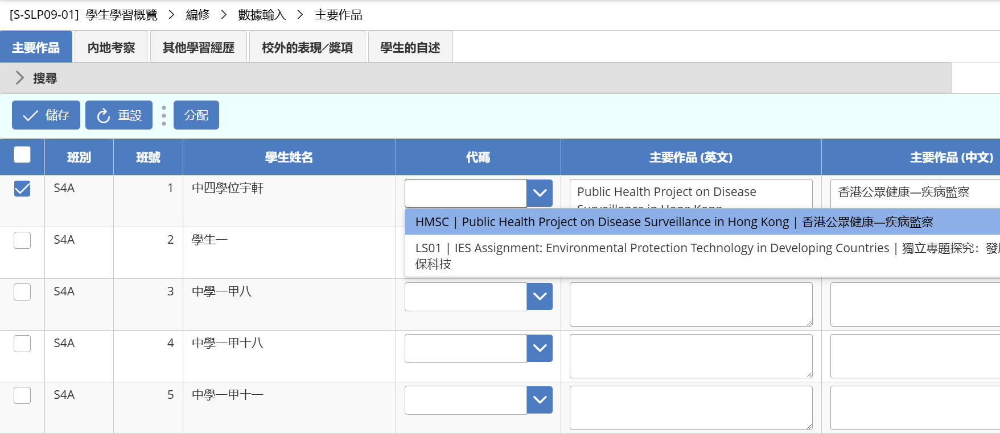 [S-SLP09-01] 學生學習概覽 > 編修 > 數據輸入 > 主要作品
主要作品 內地考察 其他學習經歷 校外的表現/獎項 學生的自述
搜尋
儲存 重設 分配
班別 班號 學生姓名 代碼 主要作品 (英文) 主要作品 (中文)
S4A 1 中四學位宇軒 Public Health Project on Disease 香港公眾健康—疾病監察
Surveillance in Hong Kong
HMSC | Public Health Project on Disease Surveillance in Hong Kong | 香港公眾健康—疾病監察
S4A 2 學生一
LS01 | IES Assignment: Environmental Protection Technology in Developing Countries | 獨立專題探究：發
保科技
S4A 3 中學一甲八
S4A 4 中學一甲十八
S4A 5 中學一甲十一